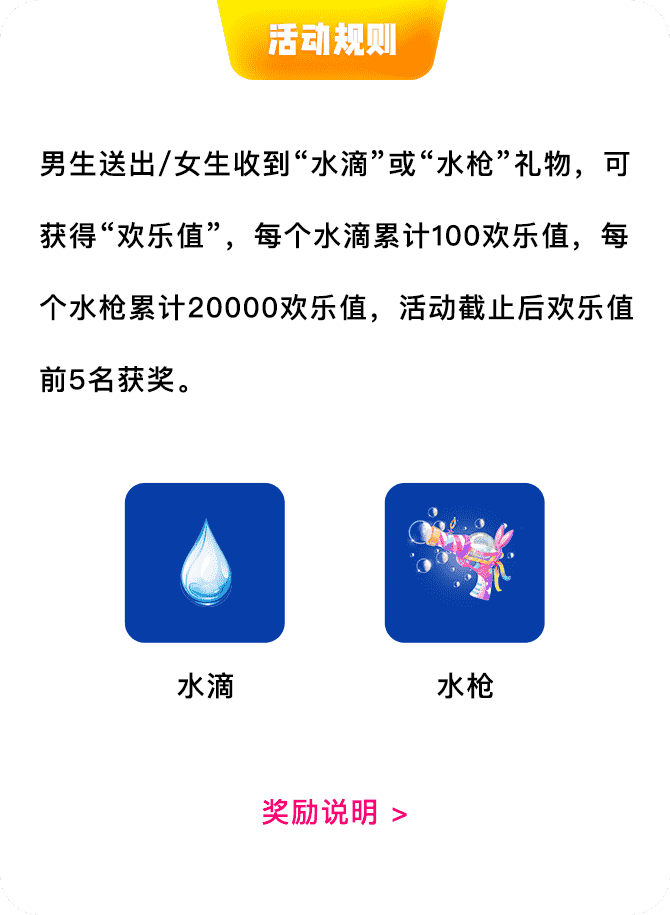 活动规则
男生送出/女生收到“水滴”或“水枪”礼物，可
获得“欢乐值”，每个水滴累计100欢乐值，每
个水枪累计20000欢乐值，活动截止后欢乐值
前5名获奖。
水滴
水枪
奖励说明 >